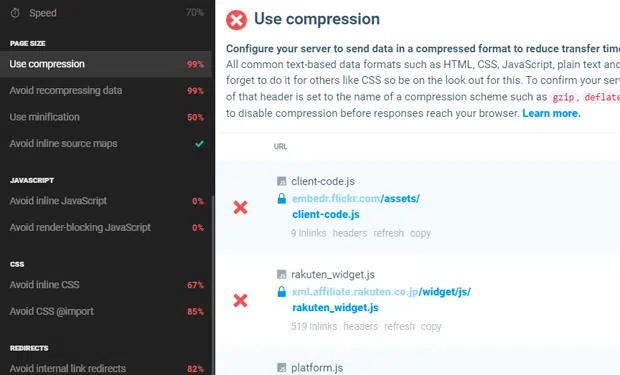 Speed 70%
PAGE SIZE
Use compression 99%
Avoid recompressing data 99%
Use minification 50%
Avoid inline source maps
JAVASCRIPT
Avoid inline JavaScript 0%
Avoid render-blocking JavaScript 0%
CSS
Avoid inline CSS 67%
Avoid CSS @import 85%
REDIRECTS
Avoid internal link redirects 82%
Use compression
Configure your server to send data in a compressed format to reduce transfer time
All common text-based data formats such as HTML, CSS, JavaScript, plain text and
forget to do it for others like CSS so be on the look out for this. To confirm your serv
of that header is set to the name of a compression scheme such as gzip, deflate
to disable compression before responses reach your browser. Learn more.
URL
client-code.js
embedr.flickr.com/assets/
client-code.js
9 inlinks headers refresh copy
rakuten_widget.js
xml.affiliate.rakuten.co.jp/widget/js/
rakuten_widget.js
519 inlinks headers refresh copy
platform.js